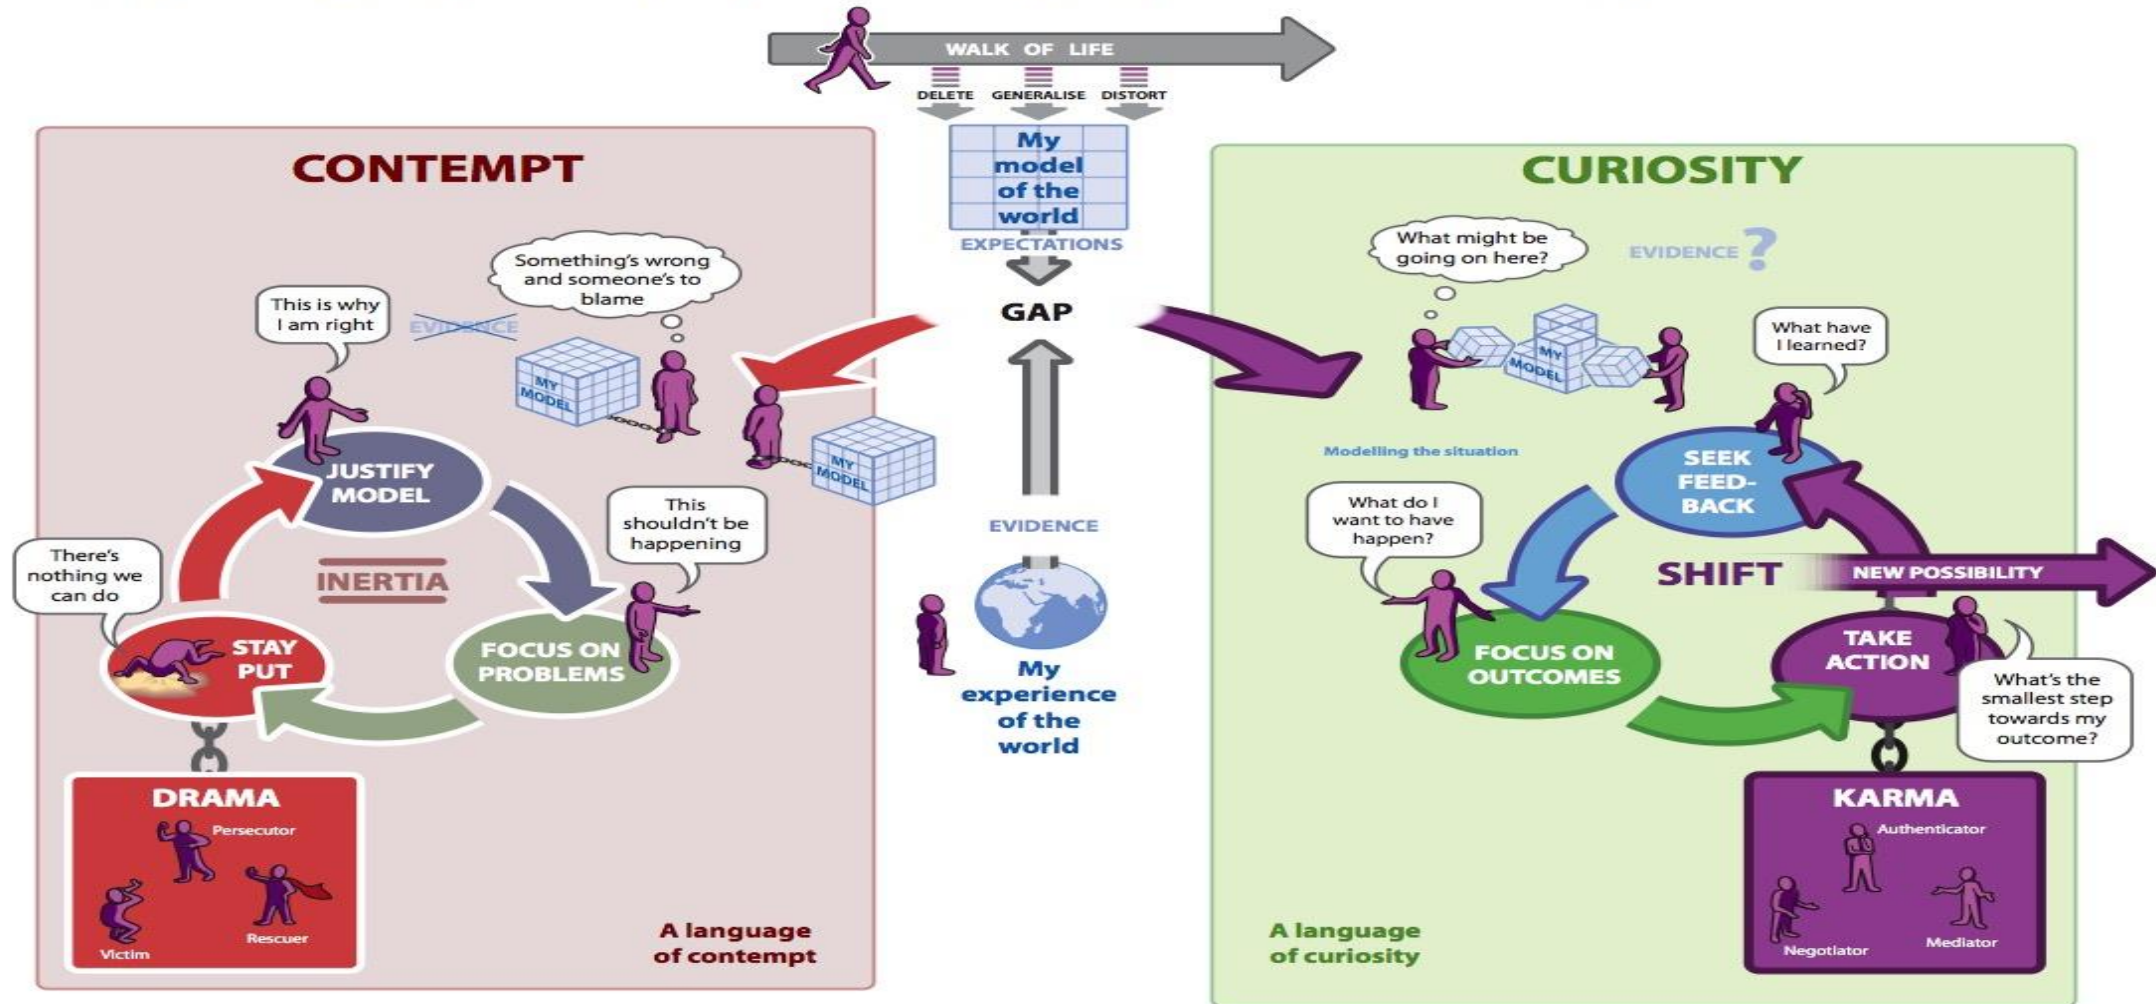 WALK OF LIFE
DELETE GENERALISE DISTORT
My
model
of the
world
EXPECTATIONS
GAP
EVIDENCE
My
experience
of the
world
CONTEMPT
Something's wrong
and someone's to
blame
This is why
I am right
EVIDENCE
MY
MODEL
MY
MODEL
JUSTIFY
MODEL
This
shouldn't be
happening
There's
nothing we
can do
INERTIA
STAY
PUT
FOCUS ON
PROBLEMS
DRAMA
Persecutor
Rescuer
Victim
A language
of contempt
CURIOSITY
What might be
going on here?
EVIDENCE ?
What have
I learned?
MY
MODEL
Modelling the situation
SEEK
FEED-
BACK
What do I
want to have
happen?
SHIFT
NEW POSSIBILITY
FOCUS ON
OUTCOMES
TAKE
ACTION
What's the
smallest step
towards my
outcome?
KARMA
Authenticator
Negotiator
Mediator
A language
of curiosity